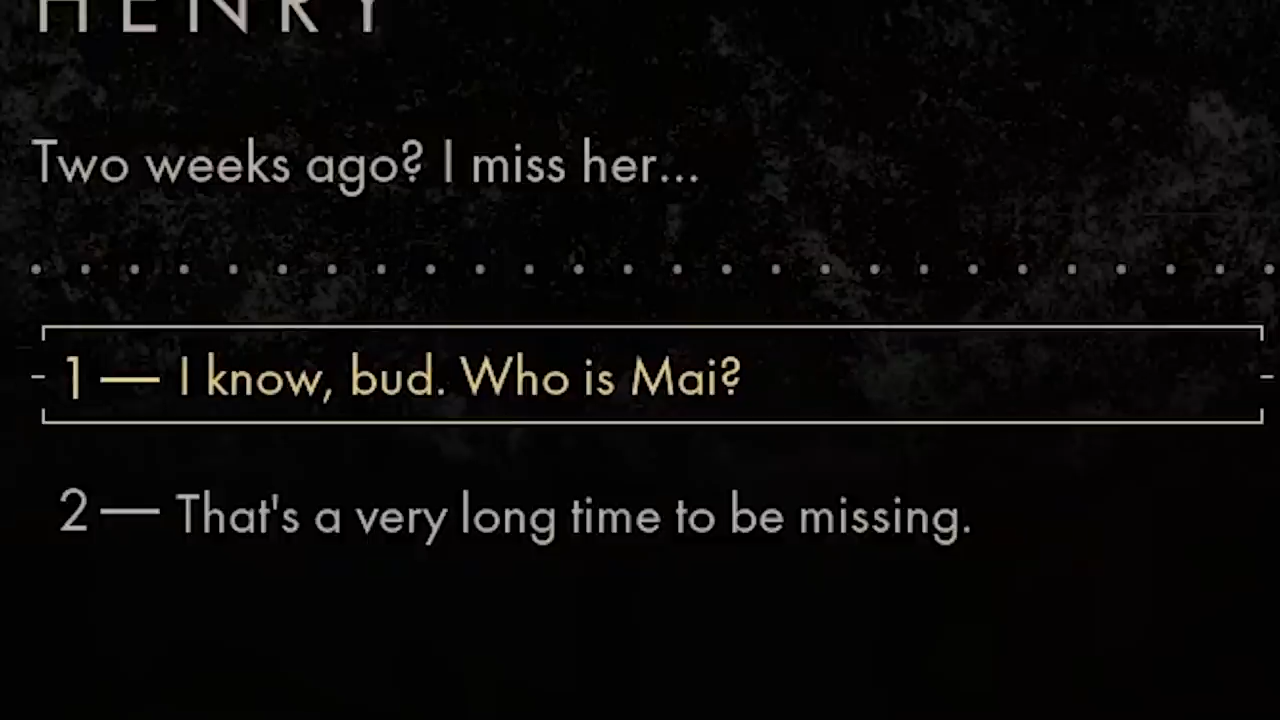 HENRY
Two weeks ago? I miss her...
1 — I know, bud. Who is Mai?
2 — That's a very long time to be missing.